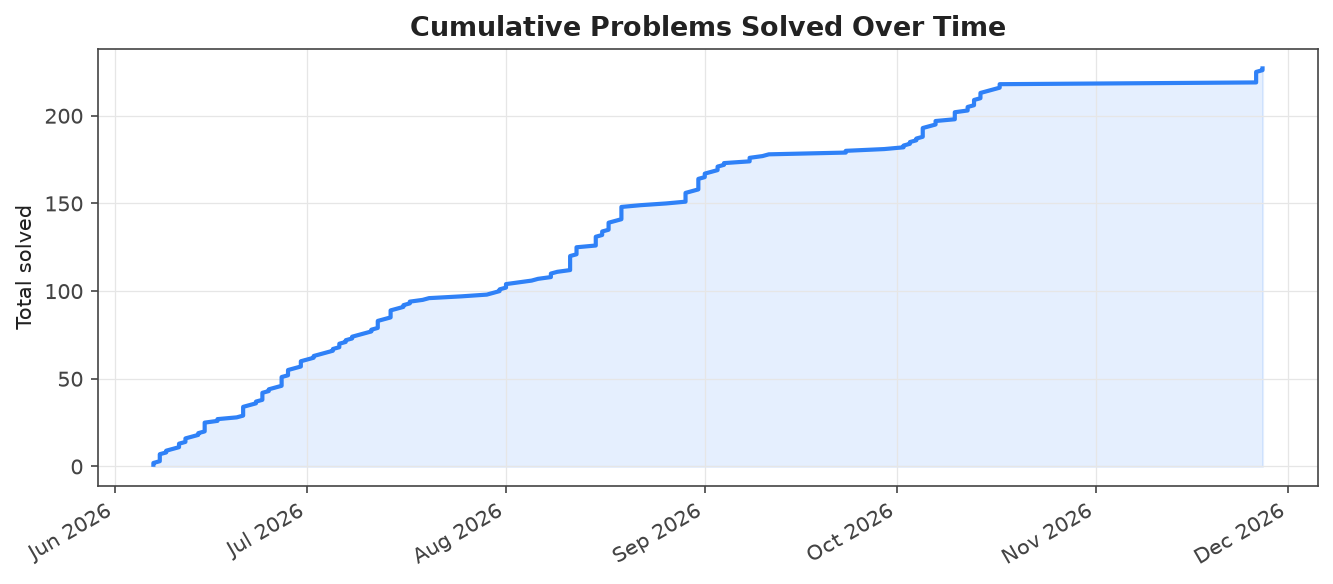 Cumulative Problems Solved Over Time
Total solved
200
150
100
50
0
Jun 2026
Jul 2026
Aug 2026
Sep 2026
Oct 2026
Nov 2026
Dec 2026